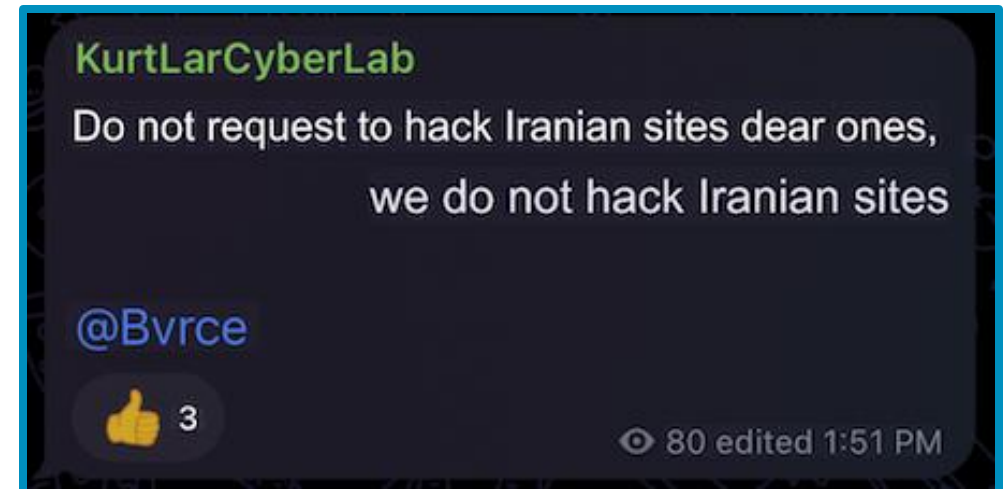 KurtLarCyberLab
Do not request to hack Iranian sites dear ones,
we do not hack Iranian sites
@Bvrce
👍 3
80 edited 1:51 PM